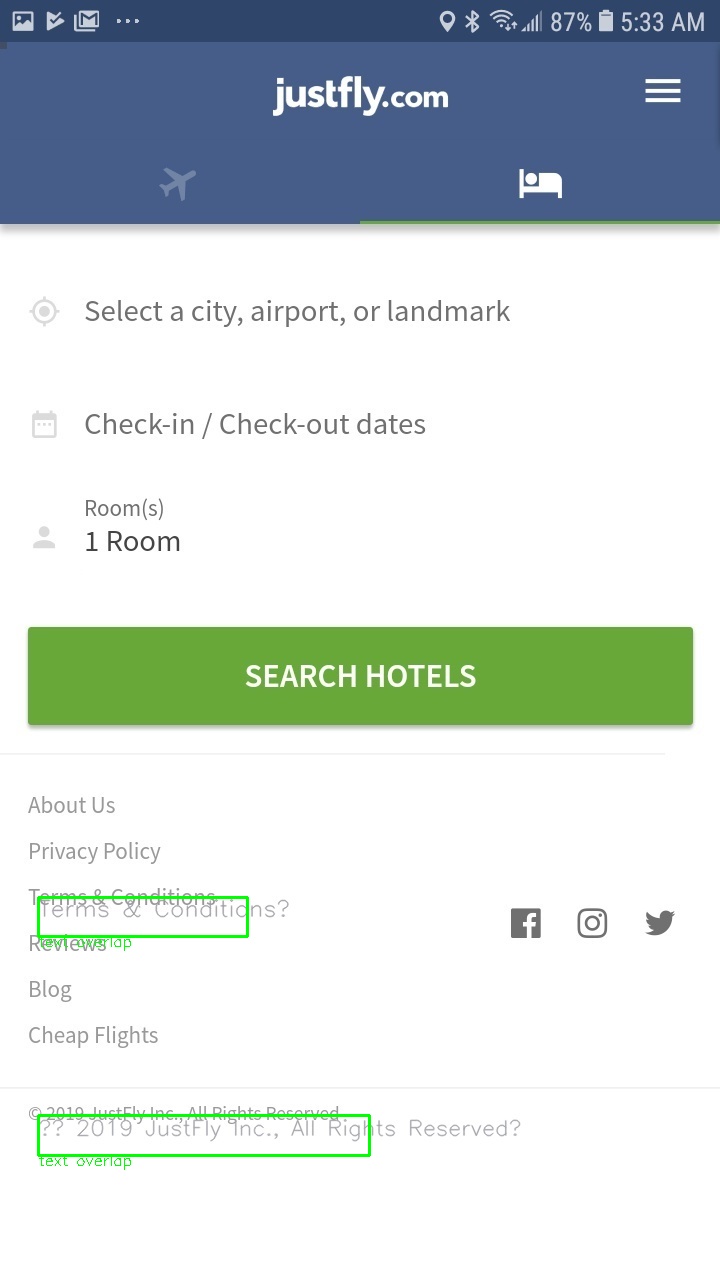 87% 5:33 AM
justfly.com
Select a city, airport, or landmark
Check-in / Check-out dates
Room(s)
1 Room
SEARCH HOTELS
About Us
Privacy Policy
Terms & Conditions
Terms & Conditions?
Reviews
text overlap
Blog
Cheap Flights
© 2019 JustFly Inc., All Rights Reserved
?? 2019 JustFly Inc., All Rights Reserved?
text overlap